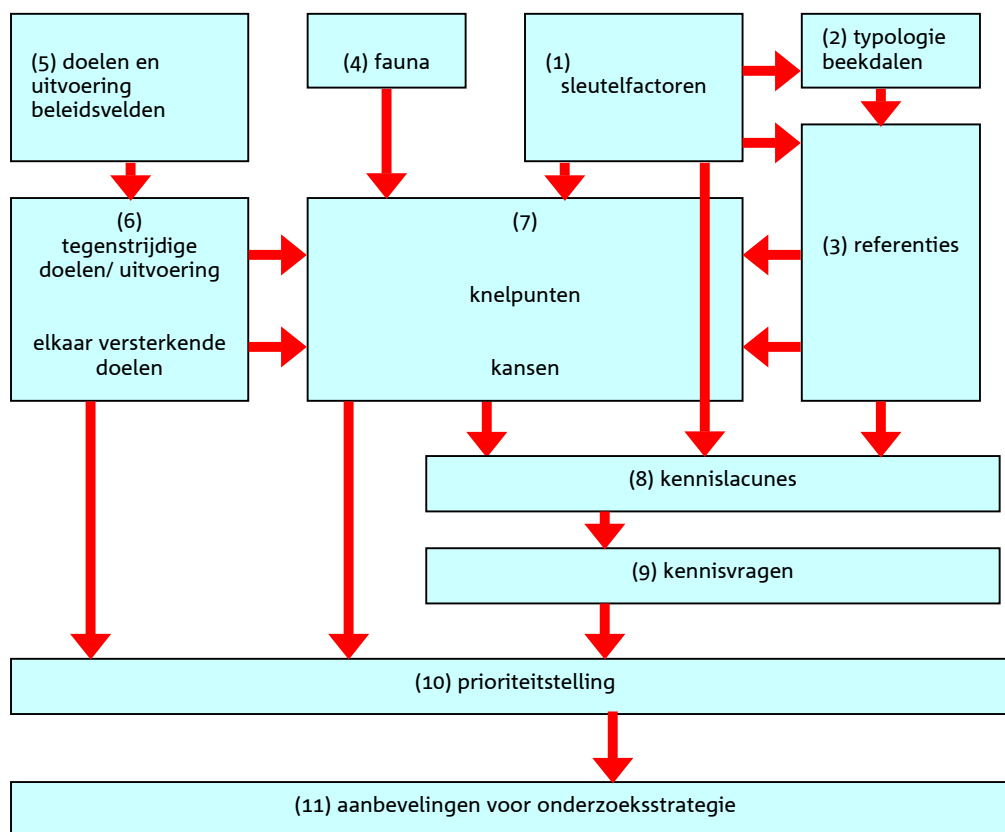 (5) doelen en
uitvoering
beleidsvelden
(4) fauna
(1)
sleutelfactoren
(2) typologie
beekdalen
(6)
tegenstrijdige
doelen/ uitvoering
elkaar versterkende
doelen
(7)
knelpunten
kansen
(3) referenties
(8) kennislacunes
(9) kennisvragen
(10) prioriteitstelling
(11) aanbevelingen voor onderzoeksstrategie